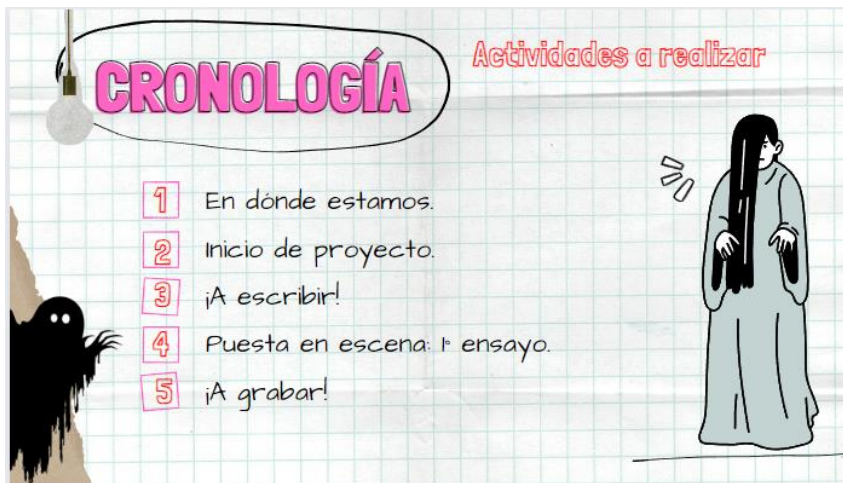 CRONOLOGÍA
Actividades a realizar
1 En dónde estamos.
2 Inicio de proyecto.
3 ¡A escribir!
4 Puesta en escena: 1° ensayo.
5 ¡A grabar!